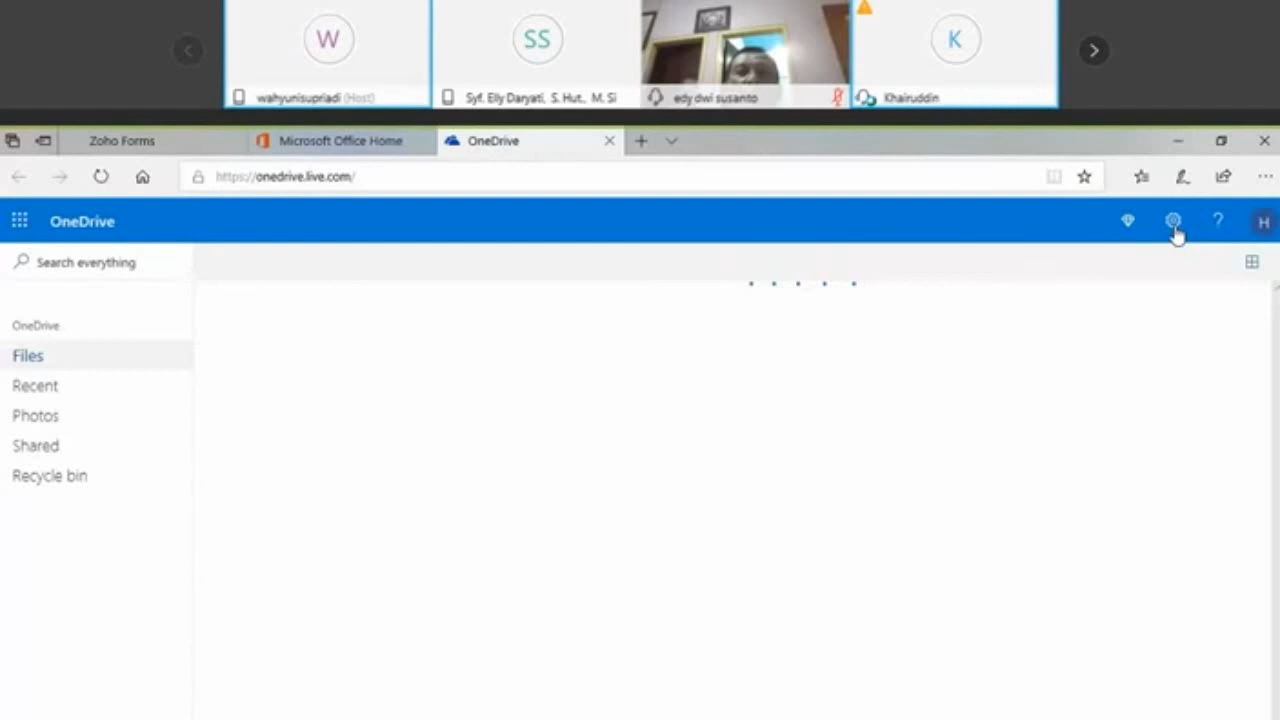 W
SS
K
wahyunisupriadi (Host)
Syf. Elly Daryati, S. Hut., M. Si
edy dwi susanto
Khairuddin
Zoho Forms
Microsoft Office Home
OneDrive
https://onedrive.live.com/
OneDrive
?
H
Search everything
OneDrive
Files
Recent
Photos
Shared
Recycle bin